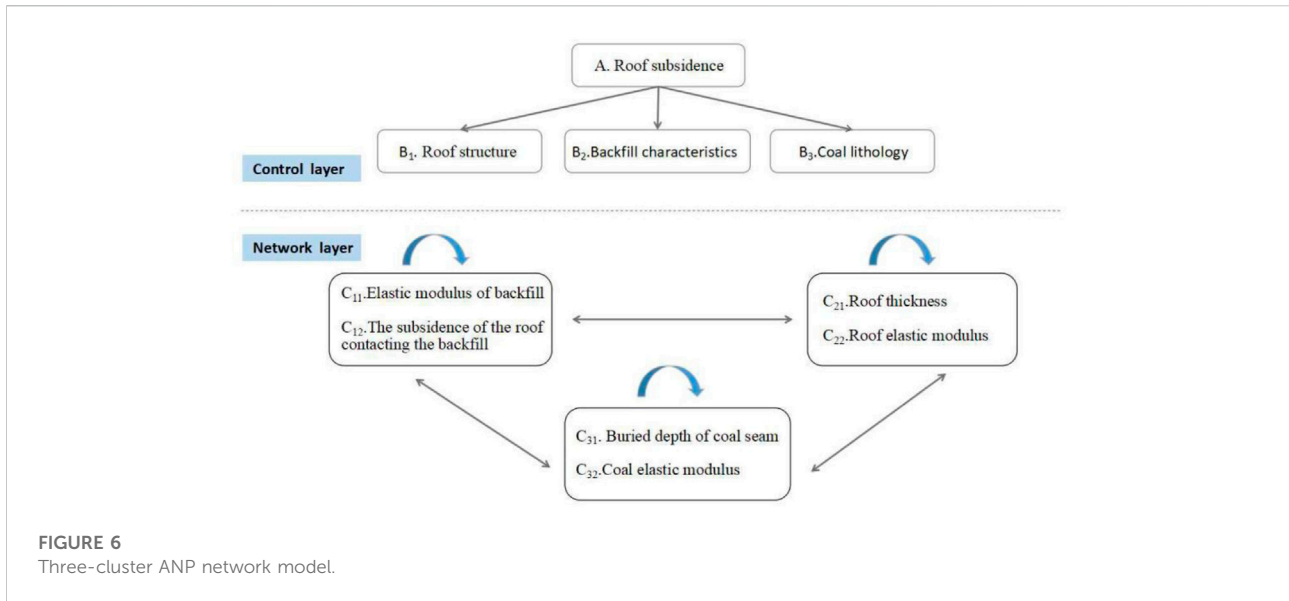 A. Roof subsidence
B₁. Roof structure
B₂.Backfill characteristics
B₃.Coal lithology
Control layer
Network layer
C₁₁.Elastic modulus of backfill
C₁₂.The subsidence of the roof
contacting the backfill
C₂₁.Roof thickness
C₂₂.Roof elastic modulus
C₃₁. Buried depth of coal seam
C₃₂.Coal elastic modulus
FIGURE 6
Three-cluster ANP network model.